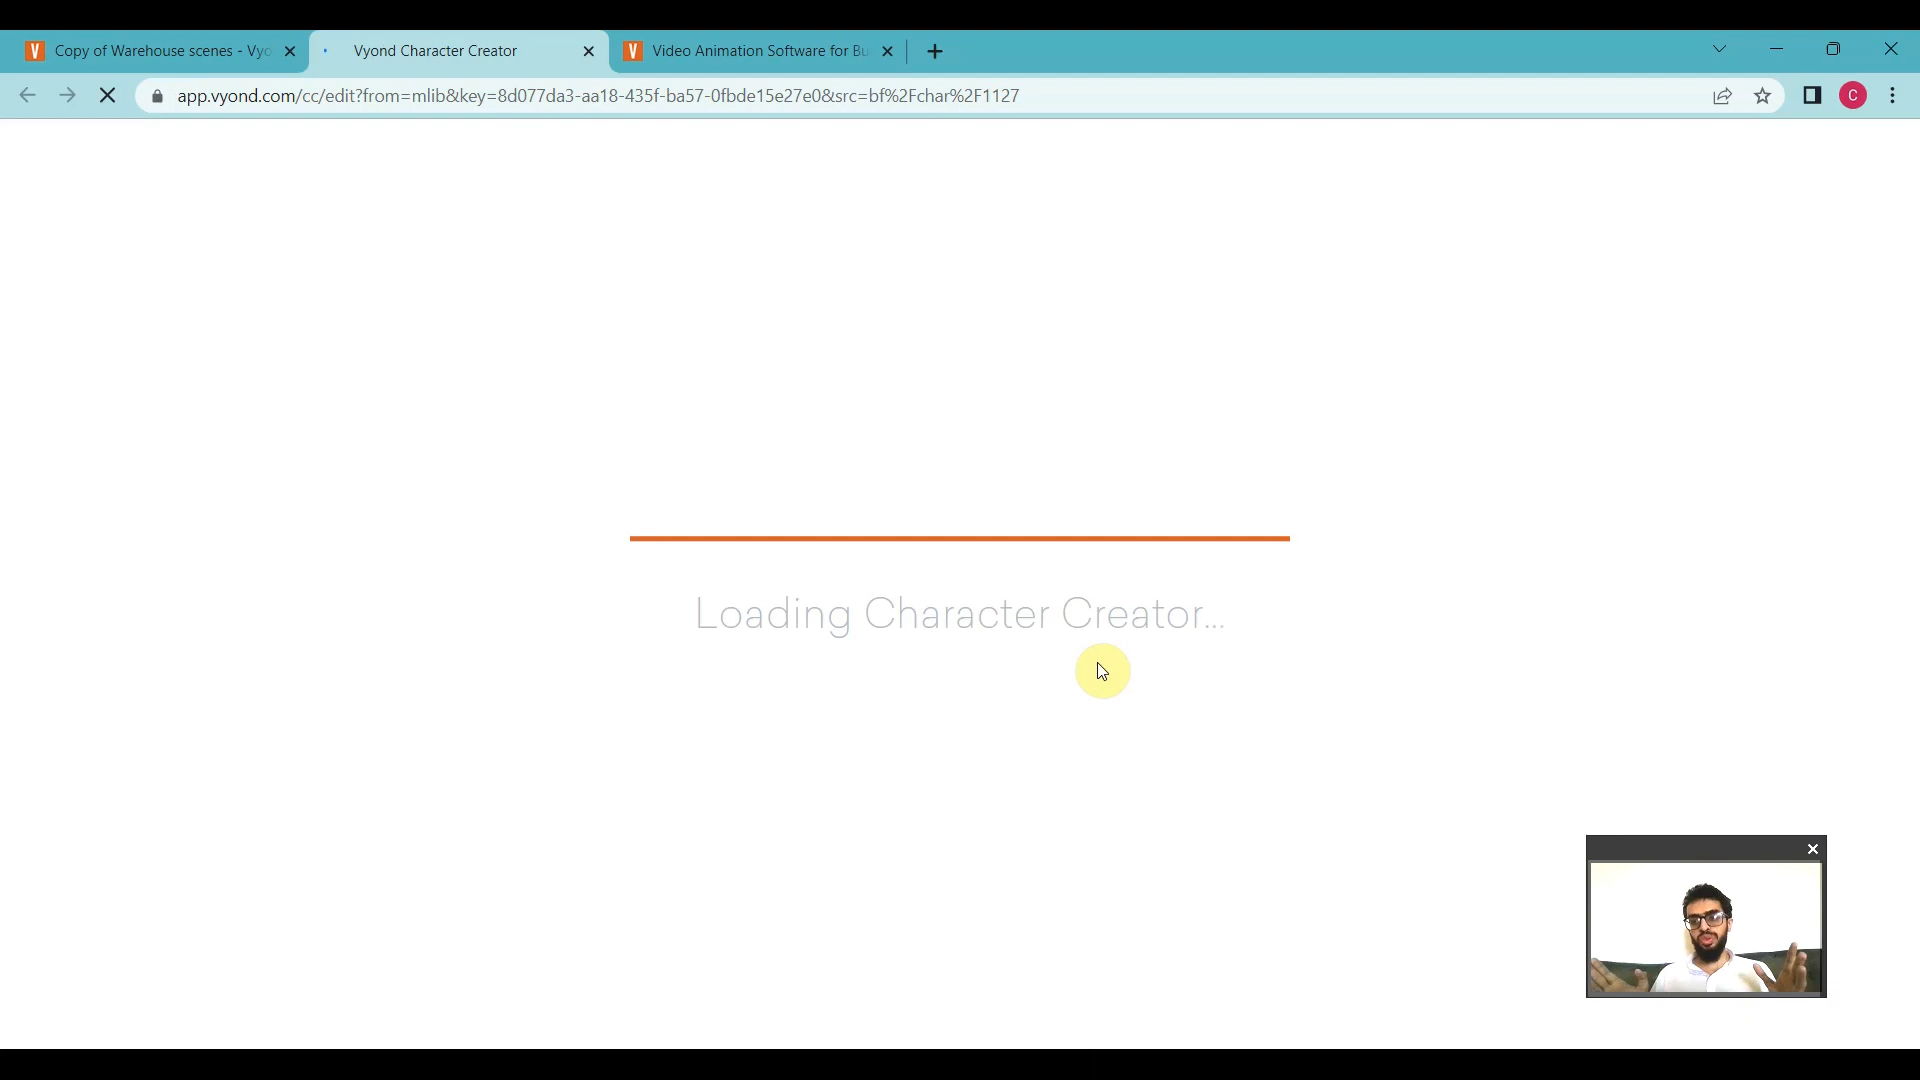 V Copy of Warehouse scenes - Vyo
Vyond Character Creator
V Video Animation Software for Bu
app.vyond.com/cc/edit?from=mlib&key=8d077da3-aa18-435f-ba57-0fbde15e27e0&src=bf%2Fchar%2F1127
C
Loading Character Creator...